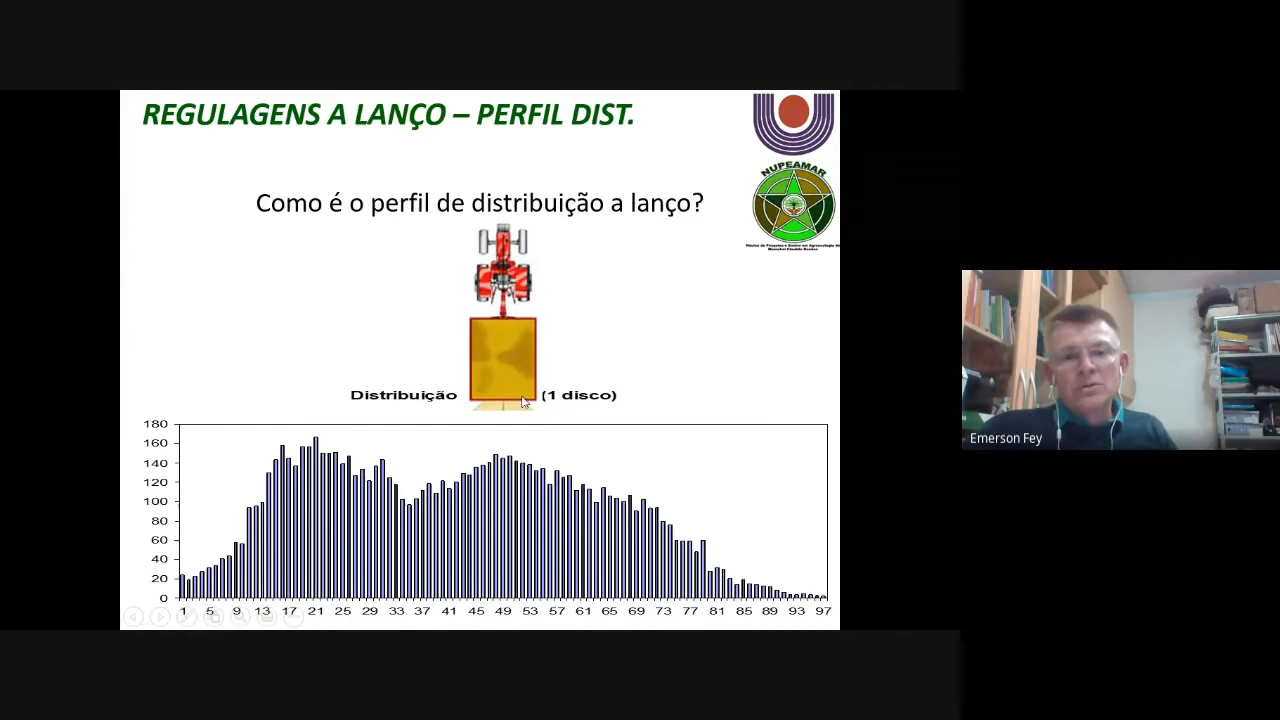 REGULAGENS A LANÇO – PERFIL DIST.
NUPEAMAR
Como é o perfil de distribuição a lanço?
Distribuição (1 disco)
180
160
140
120
100
80
60
40
20
0
1 5 9 13 17 21 25 29 33 37 41 45 49 53 57 61 65 69 73 77 81 85 89 93 97
Emerson Fey